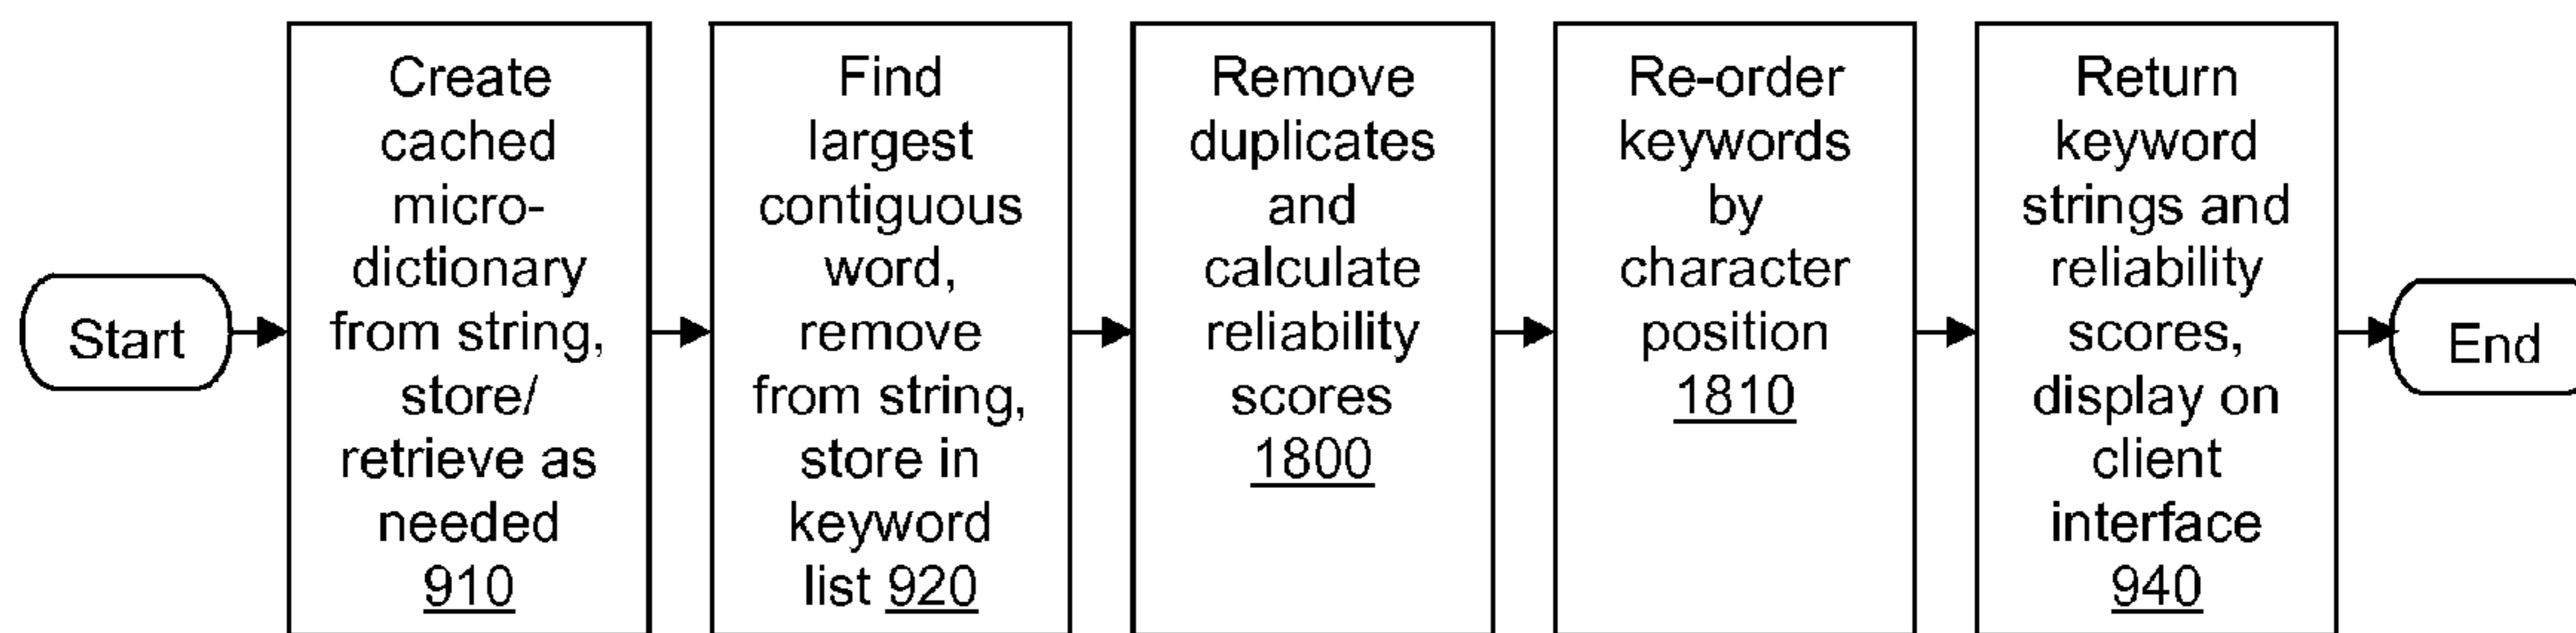 Start
Create
cached
micro-
dictionary
from string,
store/
retrieve as
needed
910
Find
largest
contiguous
word,
remove
from string,
store in
keyword
list 920
Remove
duplicates
and
calculate
reliability
scores
1800
Re-order
keywords
by
character
position
1810
Return
keyword
strings and
reliability
scores,
display on
client
interface
940
End